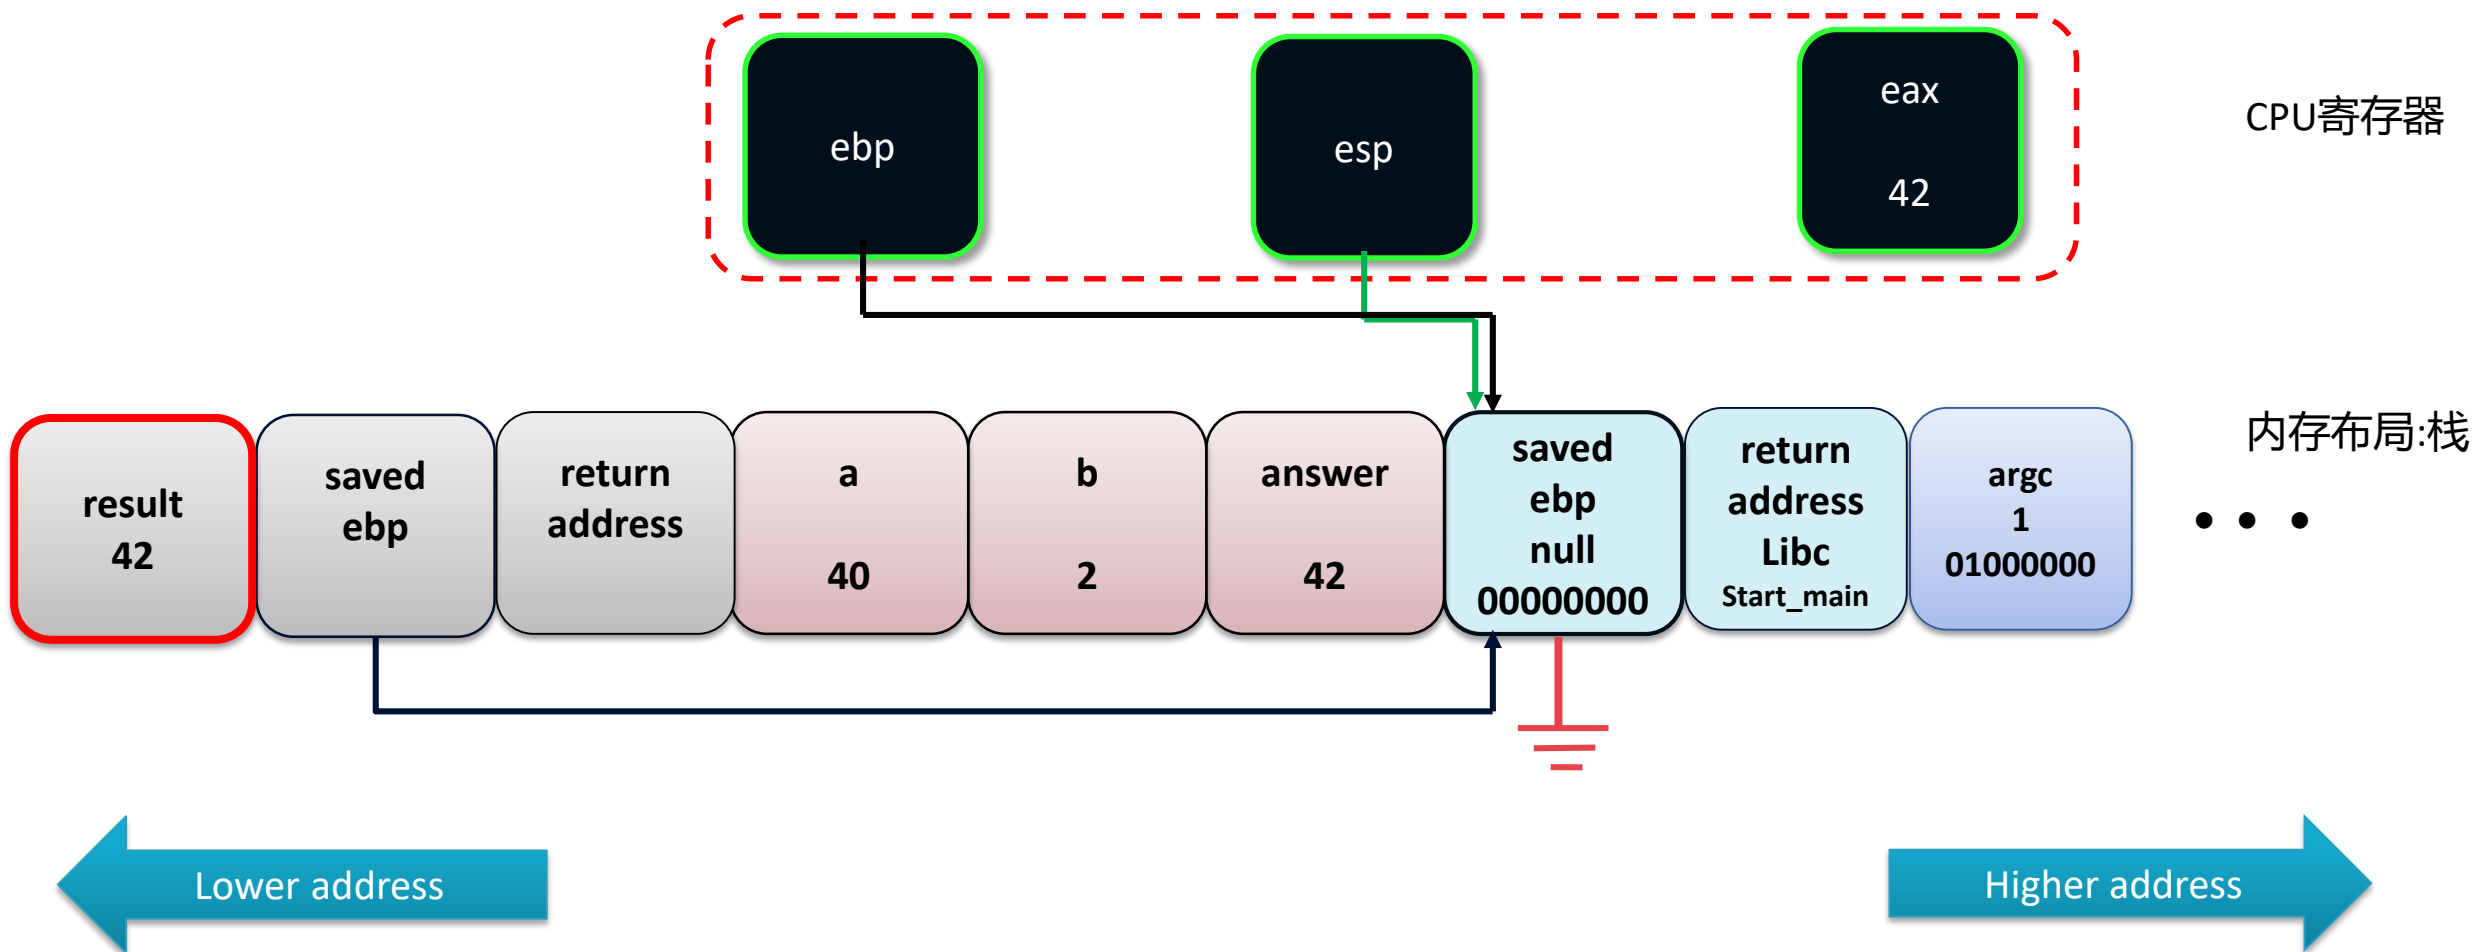 ebp
esp
eax
42
CPU寄存器
result
42
saved
ebp
return
address
a
40
b
2
answer
42
saved
ebp
null
00000000
return
address
Libc
Start_main
argc
1
01000000
• • •
内存布局:栈
Lower address
Higher address